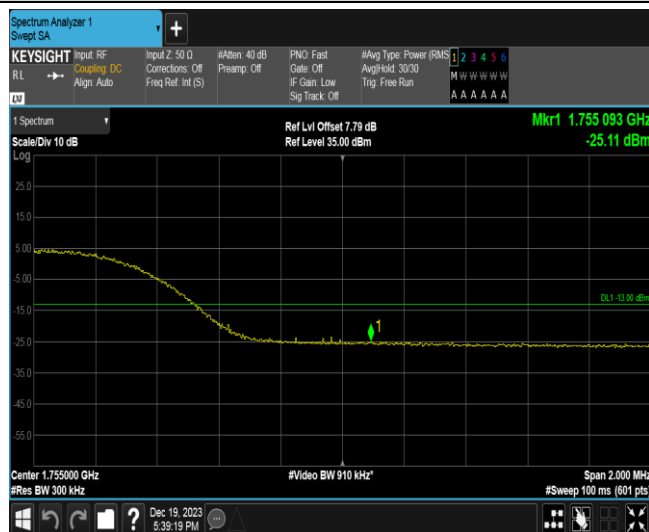 Spectrum Analyzer 1
Swept SA
+
KEYSIGHT
RL
LXI
Input: RF
Coupling: DC
Align: Auto
Input Z: 50 Ω
Corrections: Off
Freq Ref: Int (S)
#Atten: 40 dB
Preamp: Off
PNO: Fast
Gate: Off
IF Gain: Low
Sig Track: Off
#Avg Type: Power (RMS
Avg|Hold: 30/30
Trig: Free Run
1 2 3 4 5 6
M W W W W W
A A A A A A
1 Spectrum
Scale/Div 10 dB
Log
Ref Lvl Offset 7.79 dB
Ref Level 35.00 dBm
Mkr1 1.755 093 GHz
-25.11 dBm
25.0
15.0
5.00
-5.00
-15.0
-25.0
-35.0
-45.0
-55.0
DL1 -13.00 dBm
1
Center 1.755000 GHz
#Res BW 300 kHz
#Video BW 910 kHz*
Span 2.000 MHz
#Sweep 100 ms (601 pts)
?
Dec 19, 2023
5:39:19 PM